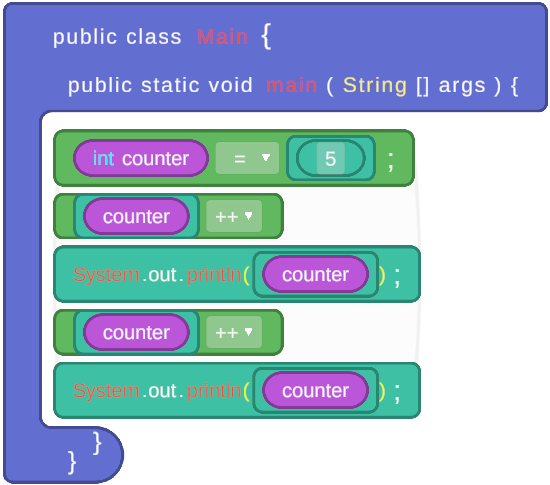 public class Main {
public static void main ( String [] args ) {
int counter = ▼ 5 ;
counter ++ ▼
System.out.println( counter ) ;
counter ++ ▼
System.out.println( counter ) ;
}
}